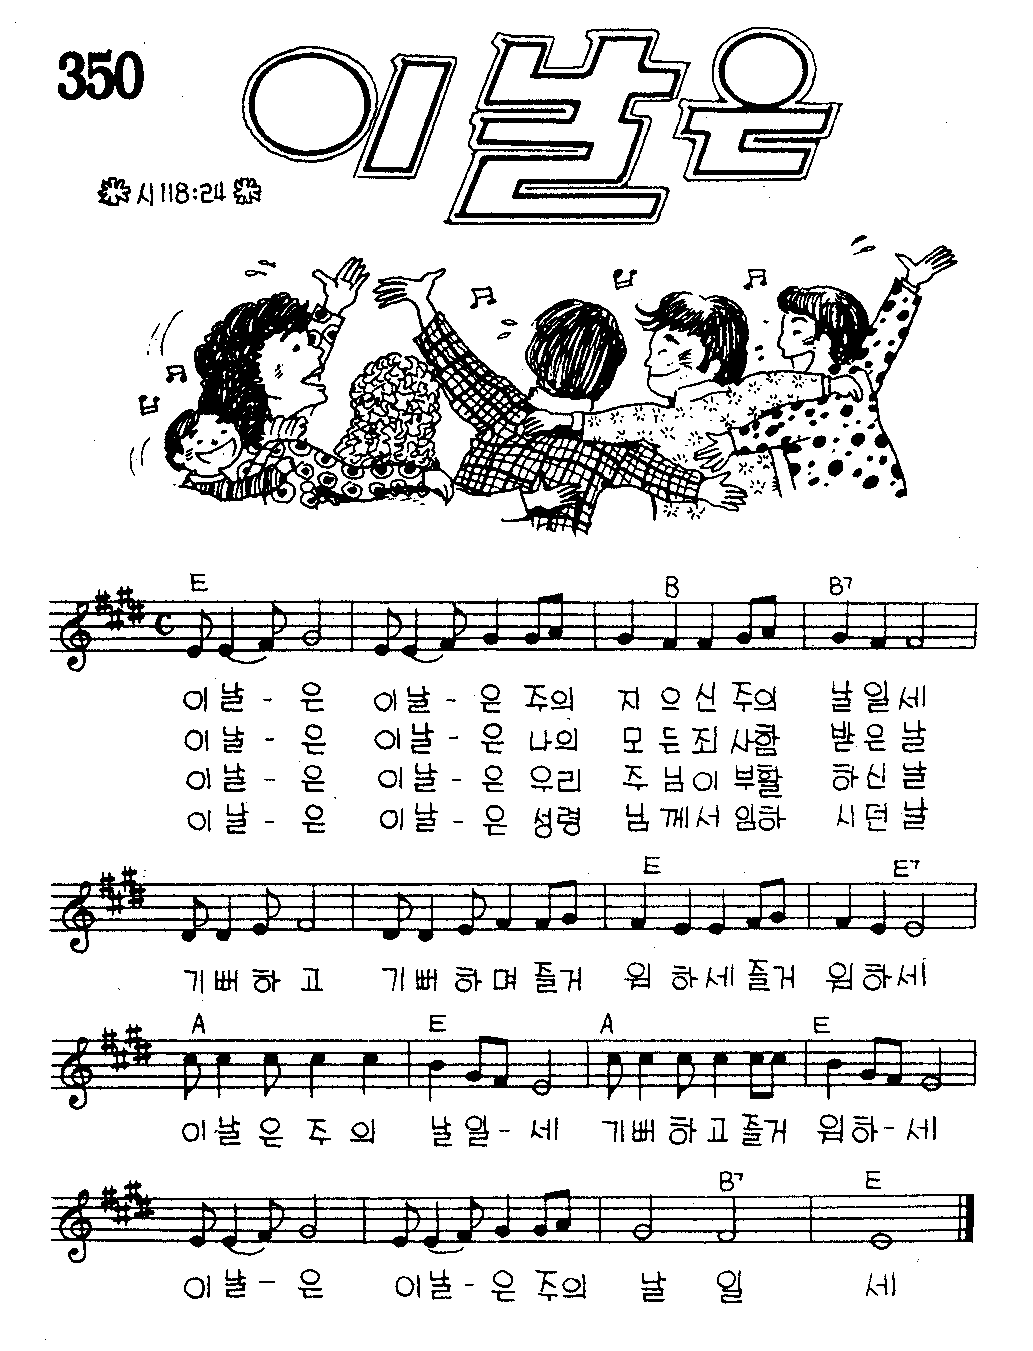 350
이날은
시118:24
E B B7
이 날 - 은 이 날 - 은 주의 지 으 신 주의 날 일 세
이 날 - 은 이 날 - 은 나의 모 든 죄 사함 받 은 날
이 날 - 은 이 날 - 은 우리 주 님 이 부활 하 신 날
이 날 - 은 이 날 - 은 성령 님 께 서 임하 시 던 날
E E7
기 뻐 하 고 기 뻐 하 며 즐거 워 하 세 즐거 워 하 세
A E A E
이 날 은 주 의 날 일 - 세 기 뻐 하 고 즐거 워 하 - 세
B7 E
이 날 - 은 이 날 - 은 주의 날 일 세